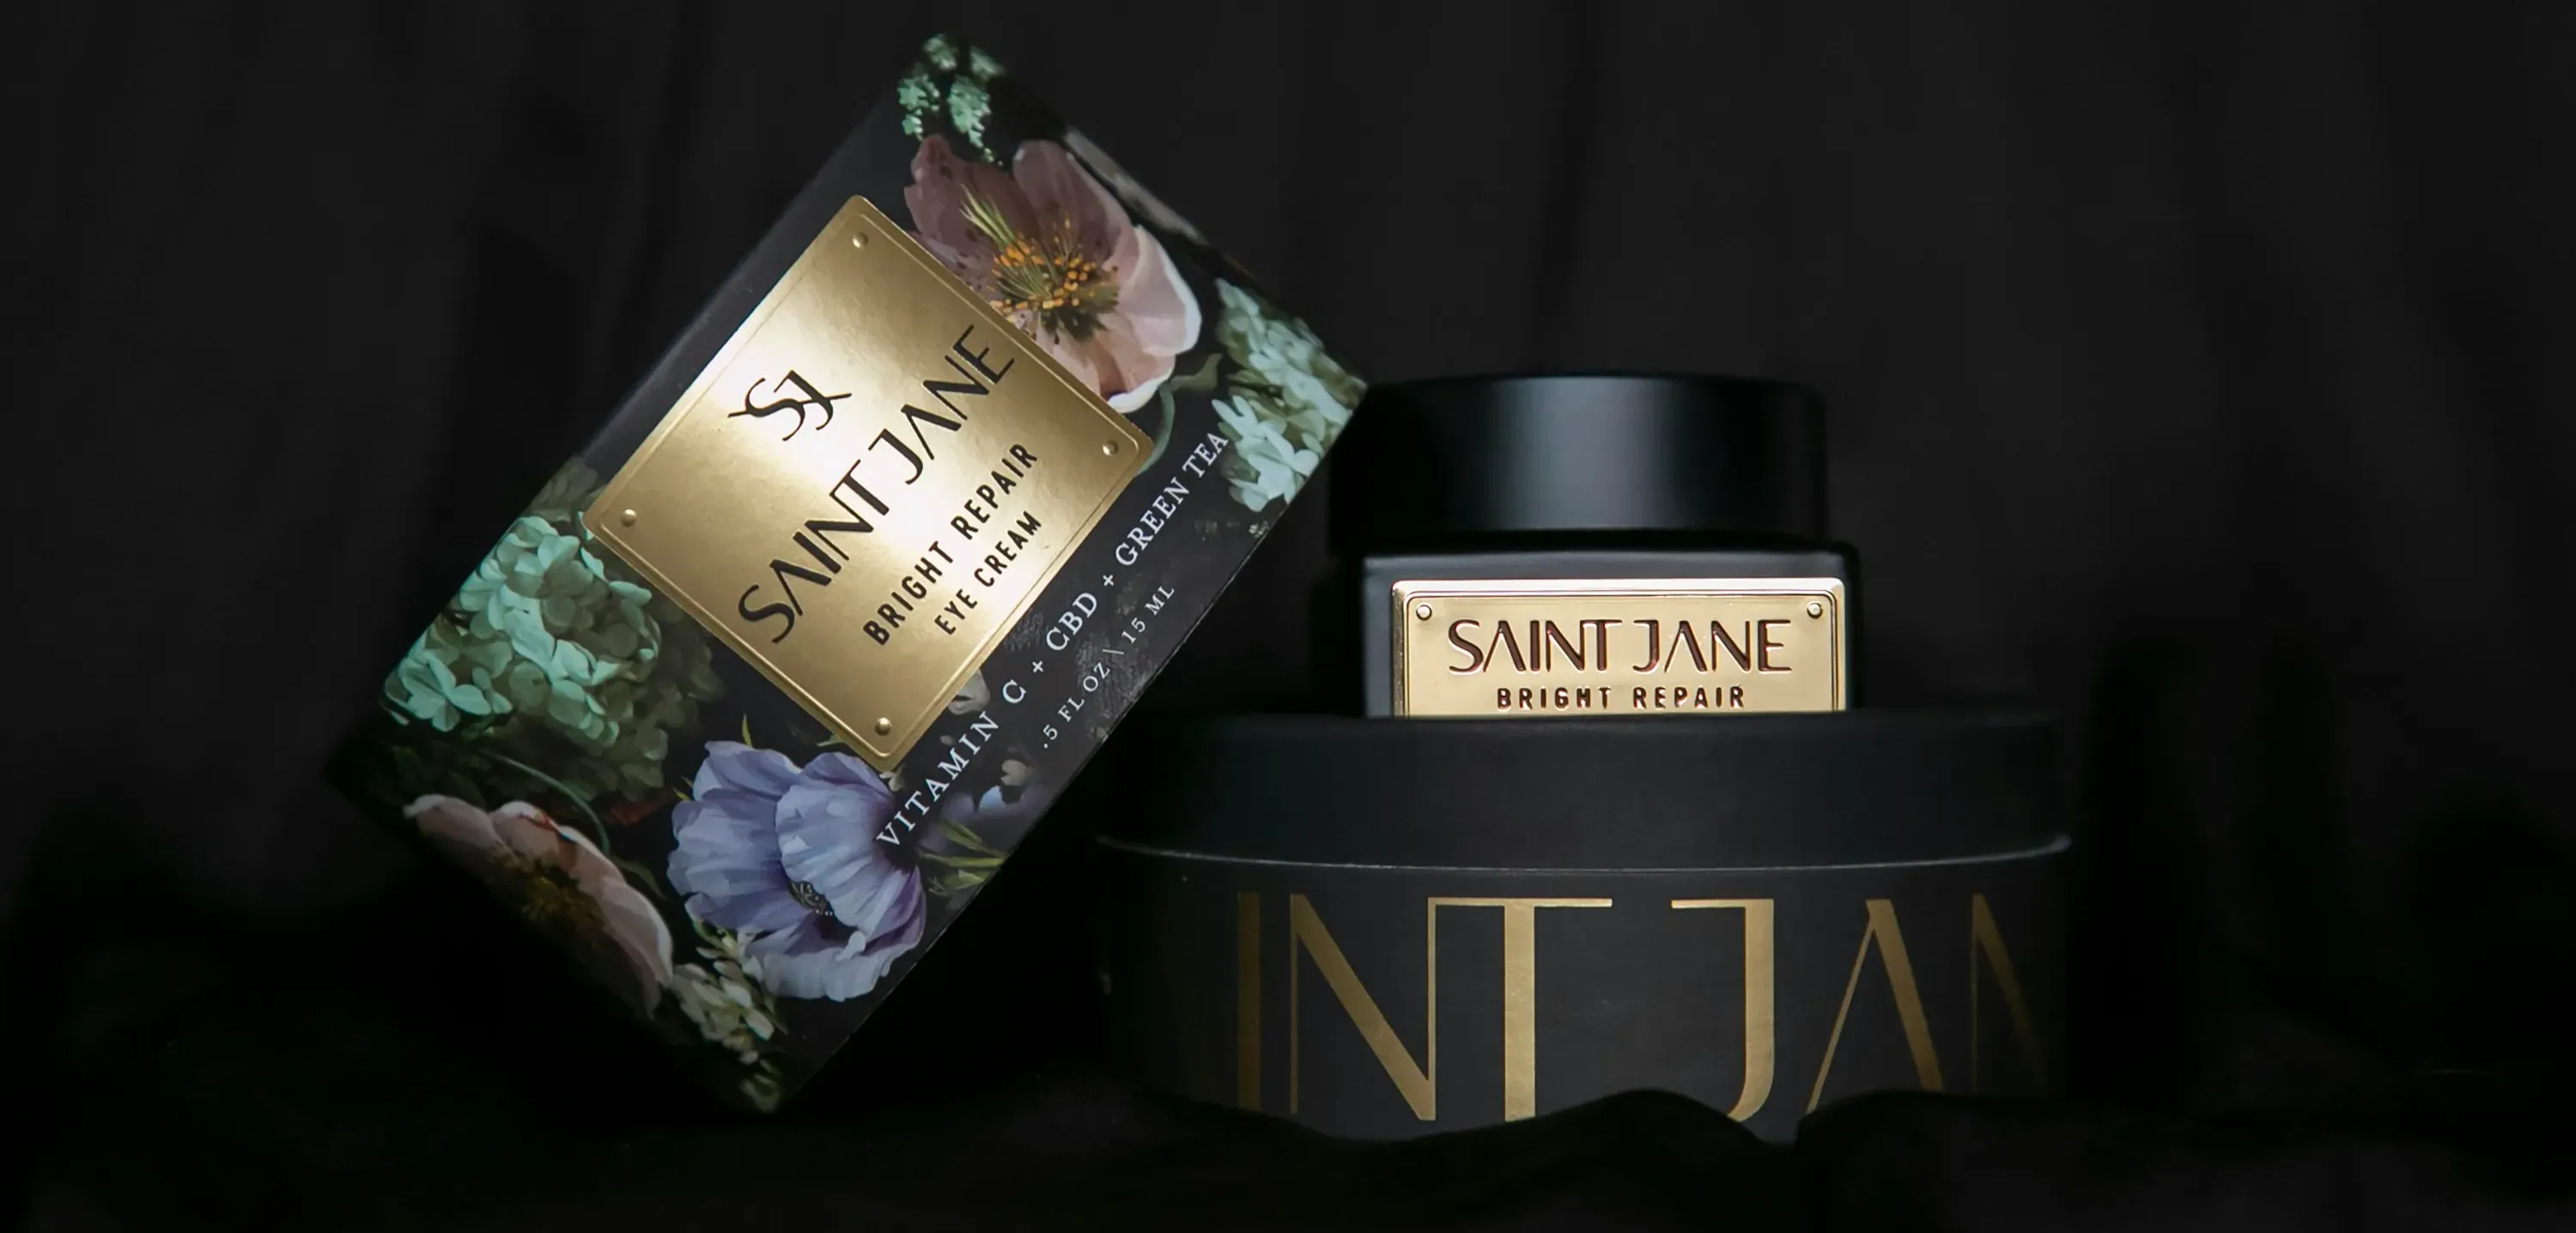 SJ
SAINT JANE
BRIGHT REPAIR
EYE CREAM
VITAMIN C + CBD + GREEN TEA
.5 FL OZ \ 15 ML
SAINT JANE
BRIGHT REPAIR
INT JAN